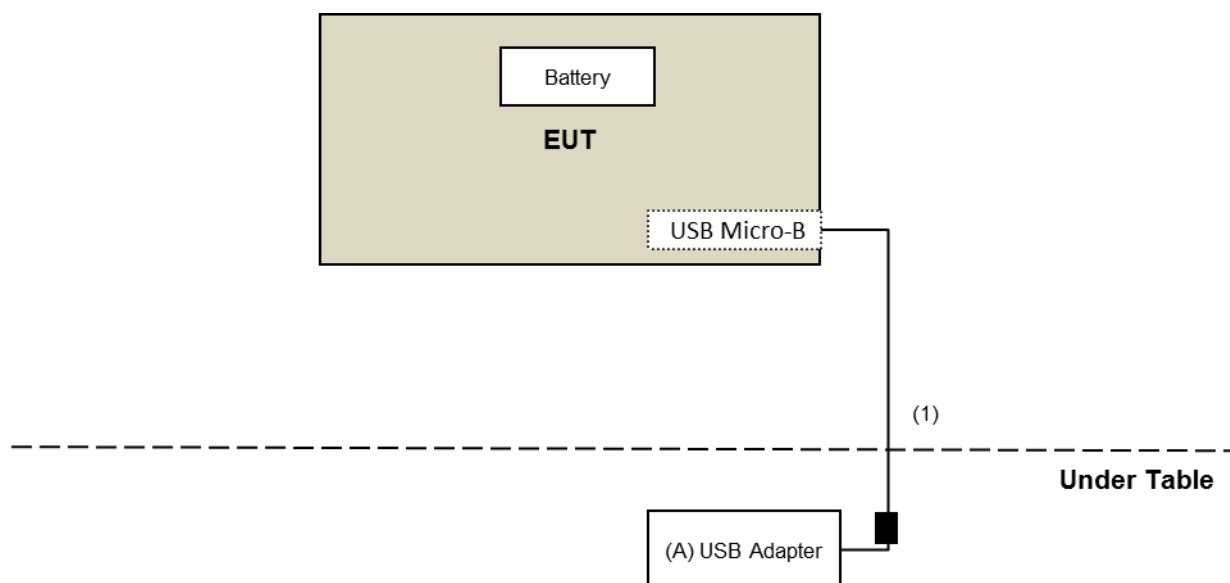 Battery
EUT
USB Micro-B
(1)
Under Table
(A) USB Adapter